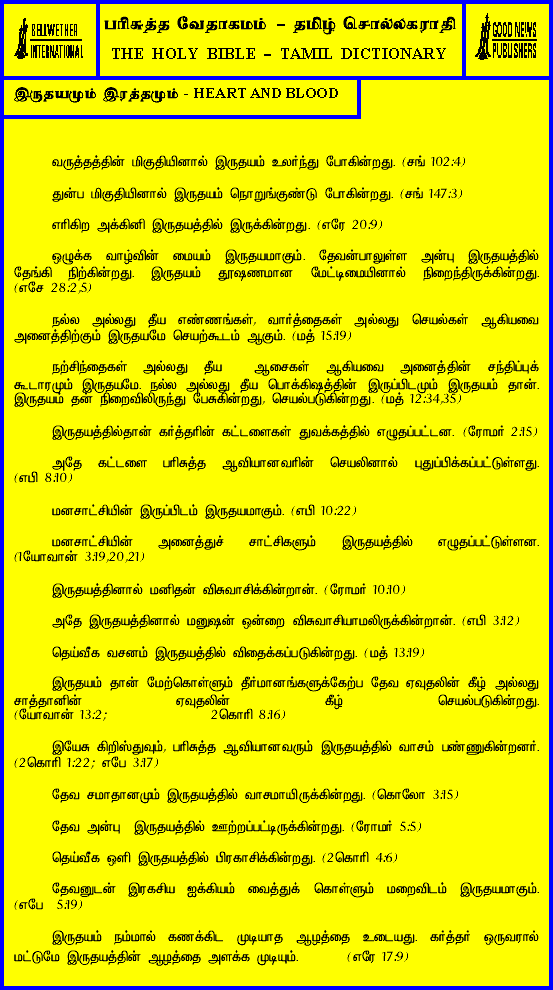 BELLWETHER
INTERNATIONAL
பரிசுத்த வேதாகமம் – தமிழ் சொல்லகராதி
THE HOLY BIBLE – TAMIL DICTIONARY
GOOD NEWS
PUBLISHERS
இருதயமும் இரத்தமும் - HEART AND BLOOD
வருத்தத்தின் மிகுதியினால் இருதயம் உலர்ந்து போகின்றது. (சங் 102:4)
துன்ப மிகுதியினால் இருதயம் நொறுங்குண்டு போகின்றது. (சங் 147:3)
எரிகிற அக்கினி இருதயத்தில் இருக்கின்றது. (எரே 20:9)
ஒழுக்க வாழ்வின் மையம் இருதயமாகும். தேவன்பாலுள்ள அன்பு இருதயத்தில்
தேங்கி நிற்கின்றது. இருதயம் தூஷணமான மேட்டிமையினால் நிறைந்திருக்கின்றது.
(எசே 28:2,5)
நல்ல அல்லது தீய எண்ணங்கள், வார்த்தைகள் அல்லது செயல்கள் ஆகியவை
அனைத்திற்கும் இருதயமே செயற்கூடம் ஆகும். (மத் 15:19)
நற்சிந்தைகள் அல்லது தீய ஆசைகள் ஆகியவை அனைத்தின் சந்திப்புக்
கூடாரமும் இருதயமே. நல்ல அல்லது தீய பொக்கிஷத்தின் இருப்பிடமும் இருதயம் தான்.
இருதயம் தன் நிறைவிலிருந்து பேசுகின்றது, செயல்படுகின்றது. (மத் 12:34,35)
இருதயத்தில்தான் கர்த்தரின் கட்டளைகள் துவக்கத்தில் எழுதப்பட்டன. (ரோமர் 2:15)
அதே கட்டளை பரிசுத்த ஆவியானவரின் செயலினால் புதுப்பிக்கப்பட்டுள்ளது.
(எபி 8:10)
மனசாட்சியின் இருப்பிடம் இருதயமாகும். (எபி 10:22)
மனசாட்சியின் அனைத்துச் சாட்சிகளும் இருதயத்தில் எழுதப்பட்டுள்ளன.
(1யோவான் 3:19,20,21)
இருதயத்தினால் மனிதன் விசுவாசிக்கின்றான். (ரோமர் 10:10)
அதே இருதயத்தினால் மனுஷன் ஒன்றை விசுவாசியாமலிருக்கின்றான். (எபி 3:12)
தெய்வீக வசனம் இருதயத்தில் விதைக்கப்படுகின்றது. (மத் 13:19)
இருதயம் தான் மேற்கொள்ளும் தீர்மானங்களுக்கேற்ப தேவ ஏவுதலின் கீழ் அல்லது
சாத்தானின் ஏவுதலின் கீழ் செயல்படுகின்றது.
(யோவான் 13:2; 2கொரி 8:16)
இயேசு கிறிஸ்துவும், பரிசுத்த ஆவியானவரும் இருதயத்தில் வாசம் பண்ணுகின்றனர்.
(2கொரி 1:22; எபே 3:17)
தேவ சமாதானமும் இருதயத்தில் வாசமாயிருக்கின்றது. (கொலோ 3:15)
தேவ அன்பு இருதயத்தில் ஊற்றப்பட்டிருக்கின்றது. (ரோமர் 5:5)
தெய்வீக ஒளி இருதயத்தில் பிரகாசிக்கின்றது. (2கொரி 4:6)
தேவனுடன் இரகசிய ஐக்கியம் வைத்துக் கொள்ளும் மறைவிடம் இருதயமாகும்.
(எபே 5:19)
இருதயம் நம்மால் கணக்கிட முடியாத ஆழத்தை உடையது. கர்த்தர் ஒருவரால்
மட்டுமே இருதயத்தின் ஆழத்தை அளக்க முடியும். (எரே 17:9)